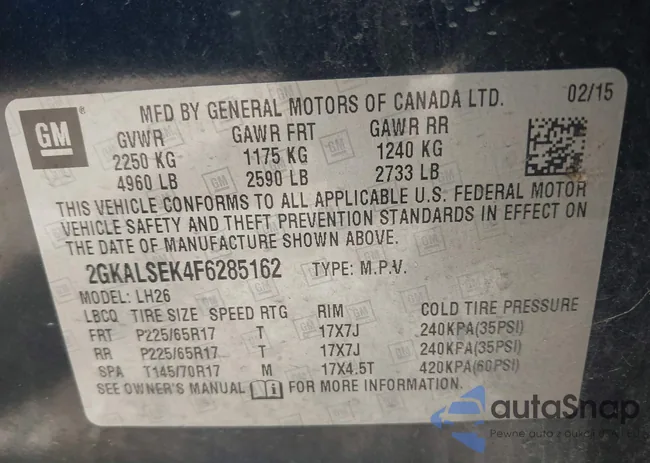 GM
MFD BY GENERAL MOTORS OF CANADA LTD. 02/15
GVWR GAWR FRT GAWR RR
2250 KG 1175 KG 1240 KG
4960 LB 2590 LB 2733 LB
THIS VEHICLE CONFORMS TO ALL APPLICABLE U.S. FEDERAL MOTOR
VEHICLE SAFETY AND THEFT PREVENTION STANDARDS IN EFFECT ON
THE DATE OF MANUFACTURE SHOWN ABOVE.
2GKALSEK4F6285162 TYPE: M.P.V.
MODEL: LH26
LBCQ TIRE SIZE SPEED RTG RIM COLD TIRE PRESSURE
FRT P225/65R17 T 17X7J 240KPA(35PSI)
RR P225/65R17 T 17X7J 240KPA(35PSI)
SPA T145/70R17 M 17X4.5T 420KPA(60PSI)
SEE OWNER'S MANUAL FOR MORE INFORMATION.
autaSnap
Pewne auta z aukcji